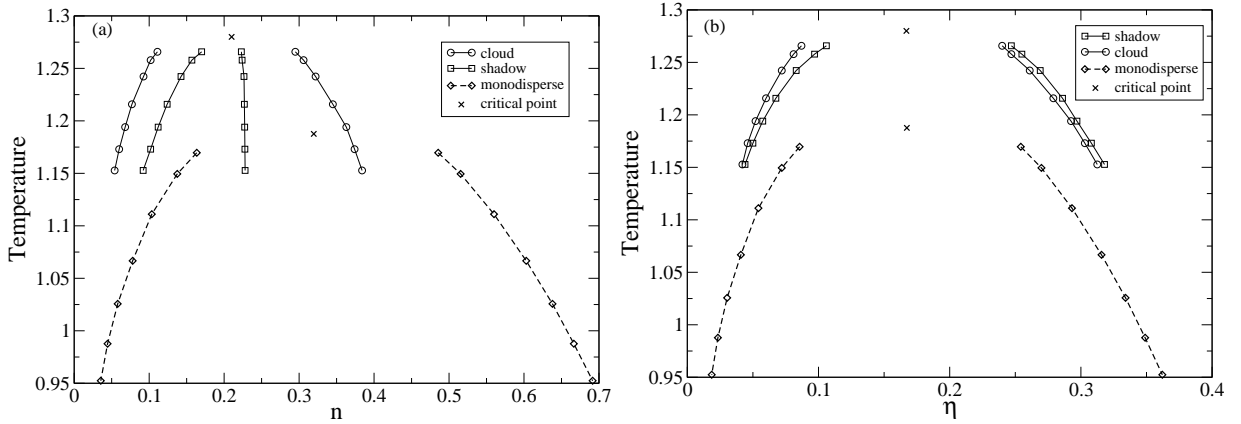 (a)
cloud
shadow
monodisperse
critical point
1.3
1.25
1.2
1.15
1.1
1.05
1
0.95
Temperature
0
0.1
0.2
0.3
0.4
0.5
0.6
0.7
n
(b)
shadow
cloud
monodisperse
critical point
1.3
1.25
1.2
1.15
1.1
1.05
1
0.95
Temperature
0
0.1
0.2
0.3
0.4
η